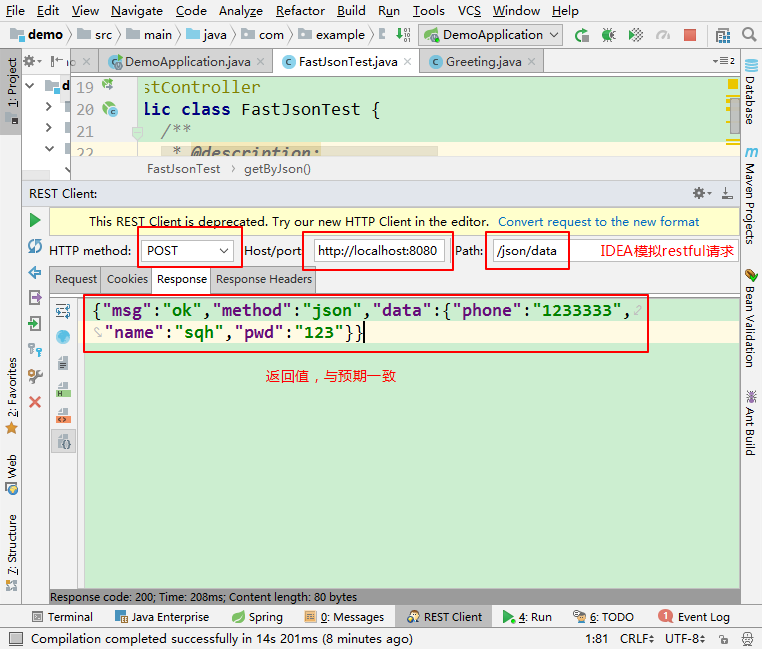 File Edit View Navigate Code Analyze Refactor Build Run Tools VCS Window Help
demo src main java com example DemoApplication
DemoApplication.java FastJsonTest.java Greeting.java 2
1: Project
19 stController
20 lic class FastJsonTest {
21 /**
22 * @description:
FastJsonTest getByJson()
REST Client:
This REST Client is deprecated. Try our new HTTP Client in the editor. Convert request to the new format
HTTP method: POST Host/port http://localhost:8080 Path: /json/data IDEA模拟restful请求
Request Cookies Response Response Headers
{"msg":"ok","method":"json","data":{"phone":"1233333",
"name":"sqh","pwd":"123"}}
返回值，与预期一致
Response code: 200; Time: 208ms; Content length: 80 bytes
2: Favorites
Web
7: Structure
Database
Maven Projects
Bean Validation
Ant Build
Terminal Java Enterprise Spring 0: Messages REST Client 4: Run 6: TODO 1 Event Log
Compilation completed successfully in 14s 201ms (8 minutes ago) 1:81 CRLF UTF-8